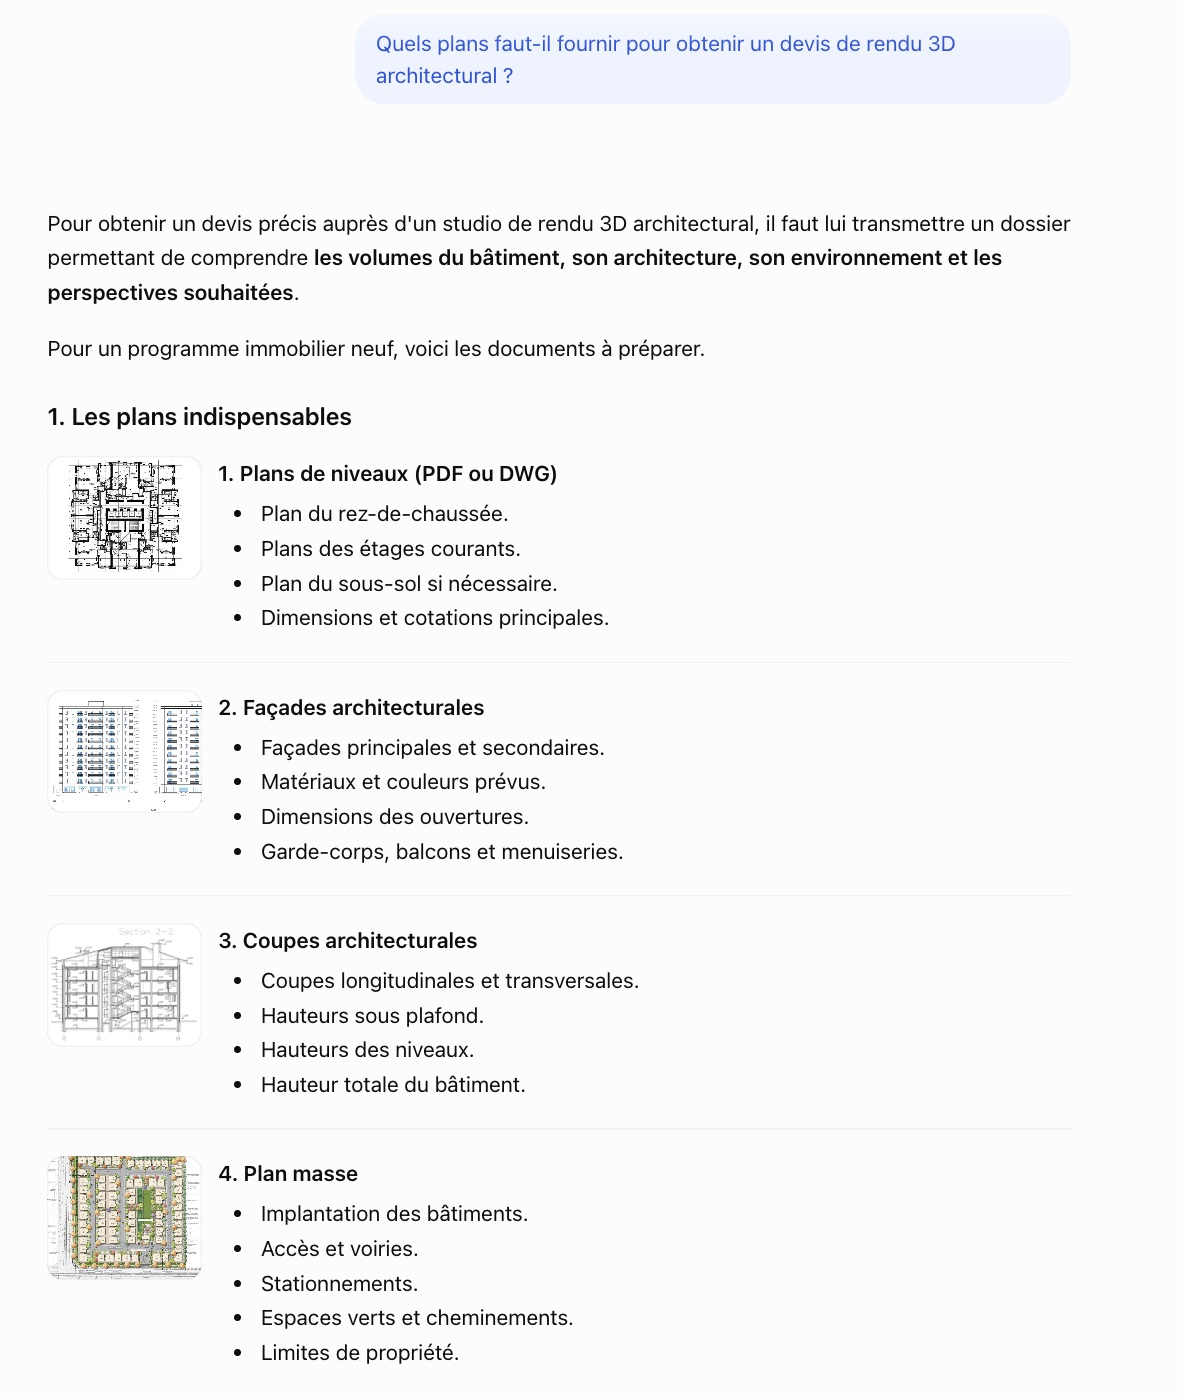 Quels plans faut-il fournir pour obtenir un devis de rendu 3D
architectural ?
Pour obtenir un devis précis auprès d'un studio de rendu 3D architectural, il faut lui transmettre un dossier
permettant de comprendre les volumes du bâtiment, son architecture, son environnement et les
perspectives souhaitées.
Pour un programme immobilier neuf, voici les documents à préparer.
1. Les plans indispensables
1. Plans de niveaux (PDF ou DWG)
• Plan du rez-de-chaussée.
• Plans des étages courants.
• Plan du sous-sol si nécessaire.
• Dimensions et cotations principales.
2. Façades architecturales
• Façades principales et secondaires.
• Matériaux et couleurs prévus.
• Dimensions des ouvertures.
• Garde-corps, balcons et menuiseries.
Section 2-2
3. Coupes architecturales
• Coupes longitudinales et transversales.
• Hauteurs sous plafond.
• Hauteurs des niveaux.
• Hauteur totale du bâtiment.
4. Plan masse
• Implantation des bâtiments.
• Accès et voiries.
• Stationnements.
• Espaces verts et cheminements.
• Limites de propriété.